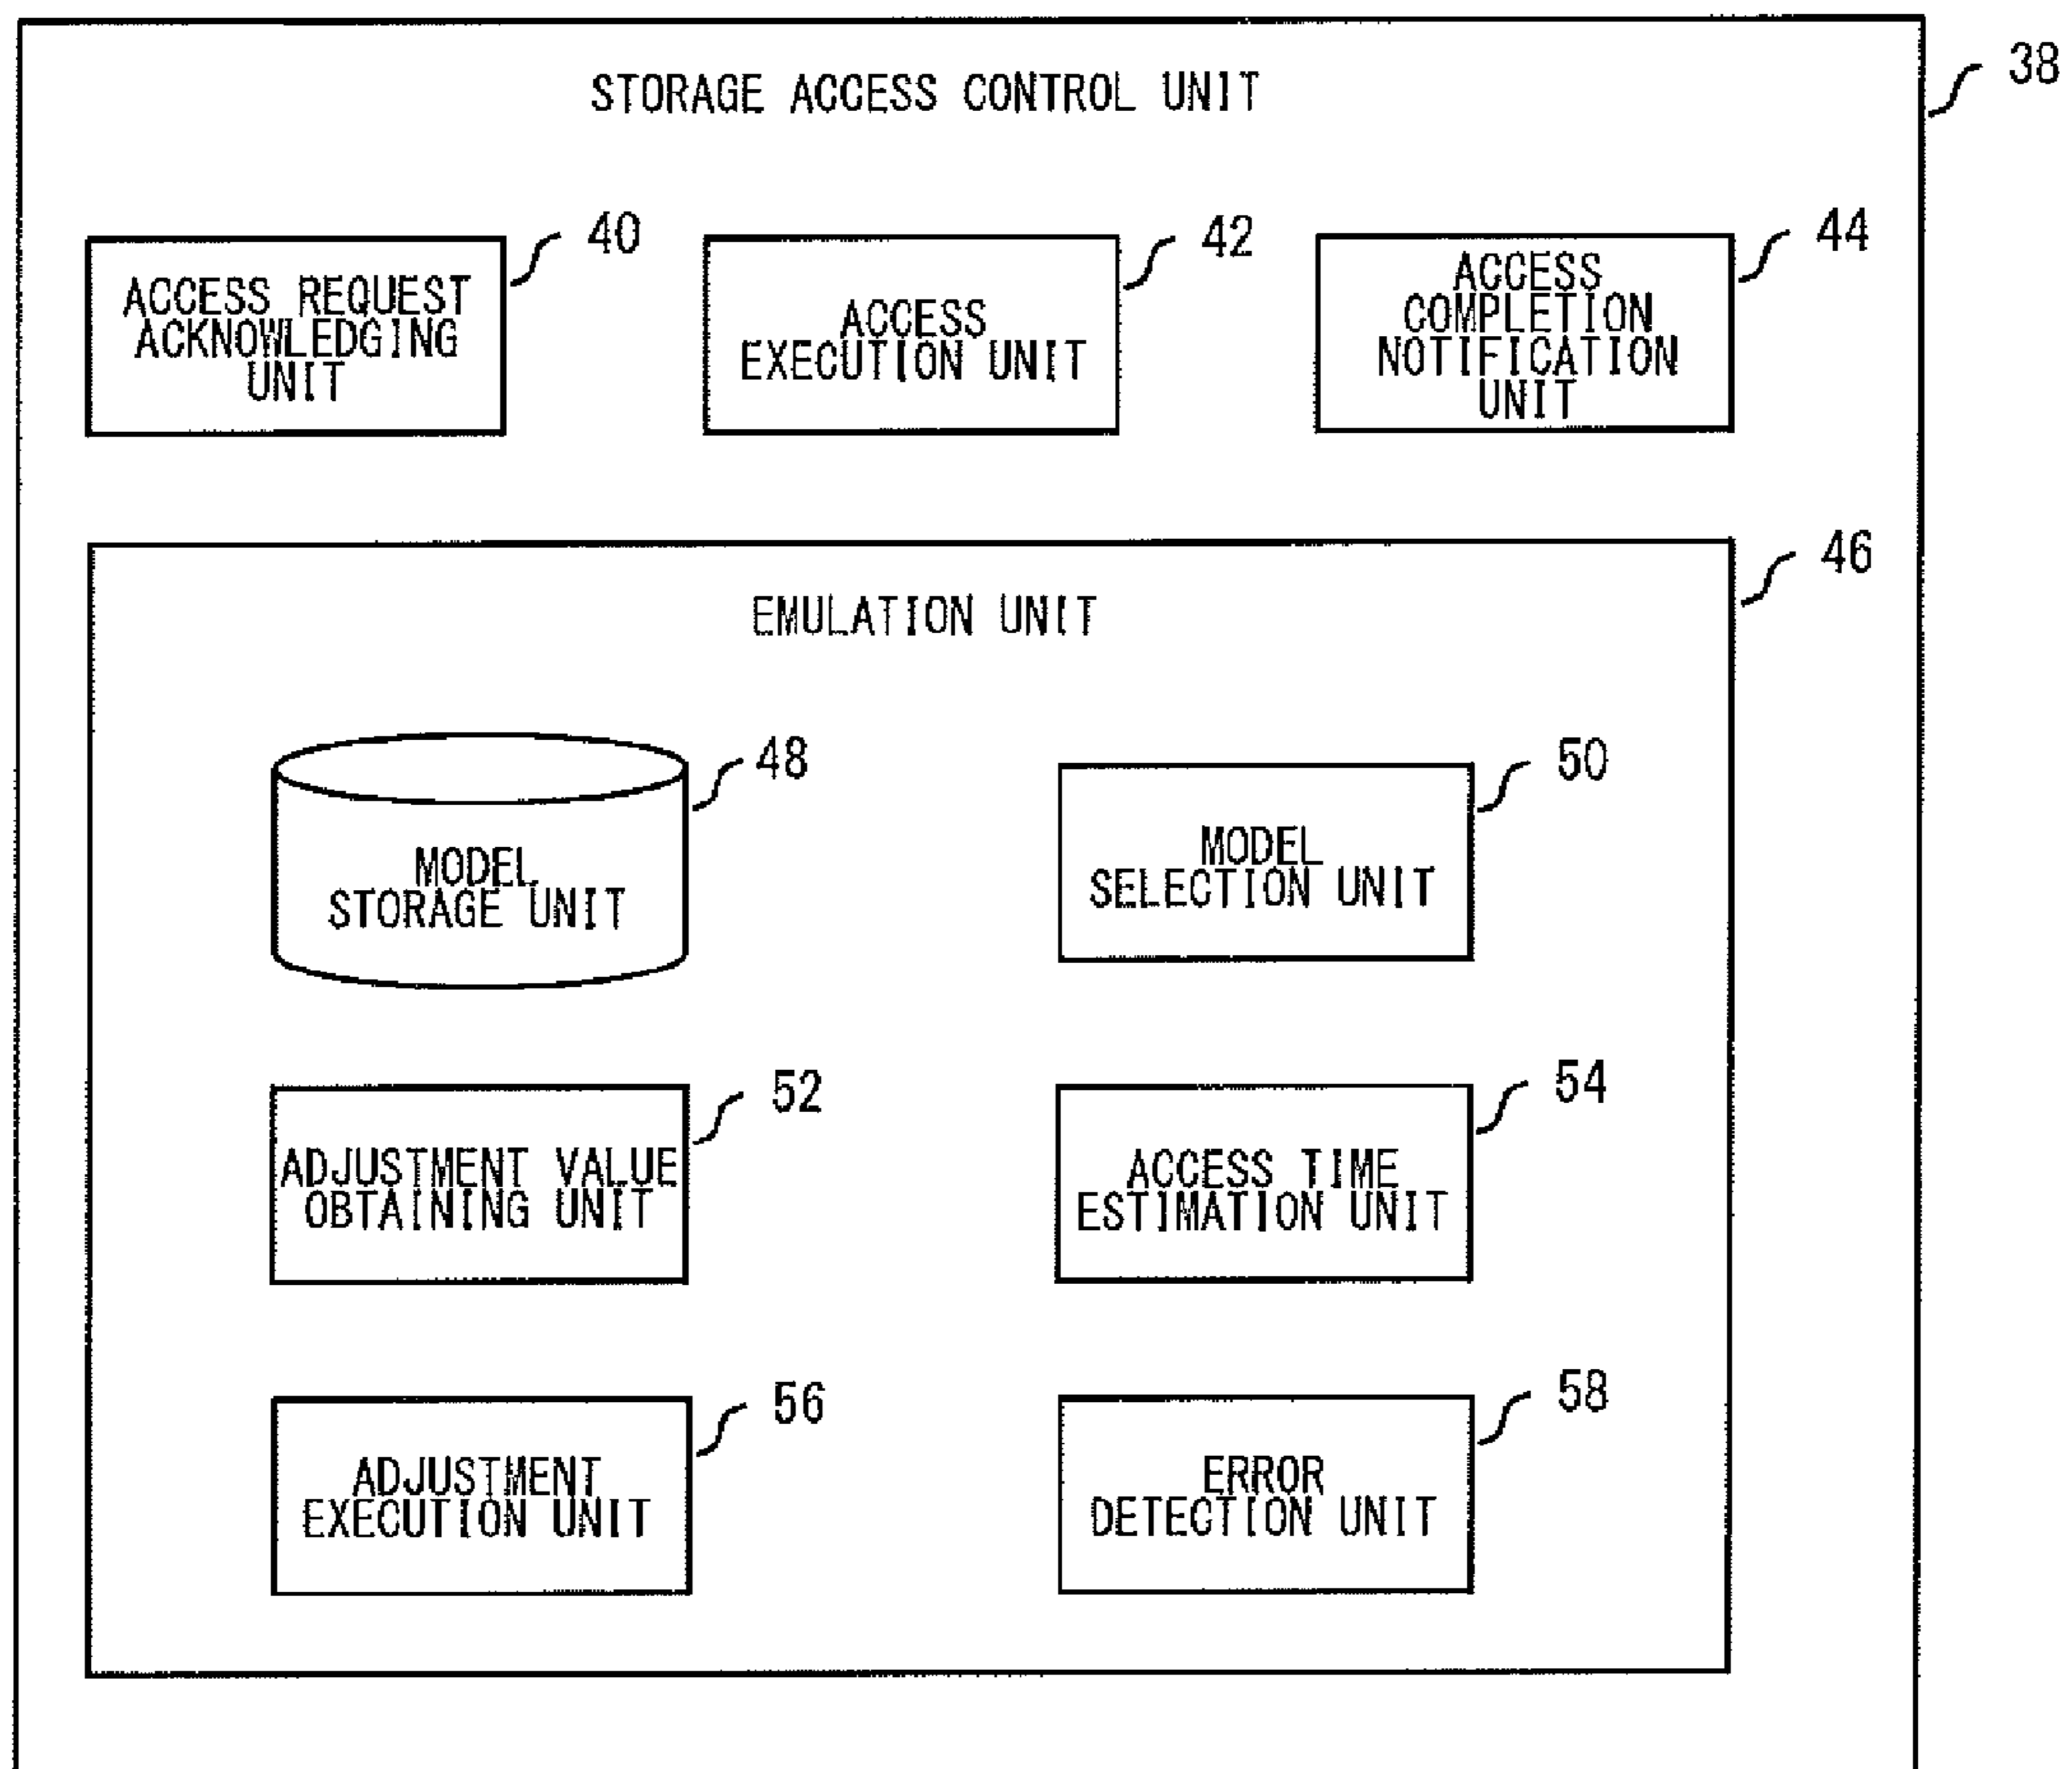 STORAGE ACCESS CONTROL UNIT
38
40
ACCESS REQUEST
ACKNOWLEDGING
UNIT
42
ACCESS
EXECUTION UNIT
44
ACCESS
COMPLETION
NOTIFICATION
UNIT
46
EMULATION UNIT
48
MODEL
STORAGE UNIT
50
MODEL
SELECTION UNIT
52
ADJUSTMENT VALUE
OBTAINING UNIT
54
ACCESS TIME
ESTIMATION UNIT
56
ADJUSTMENT
EXECUTION UNIT
58
ERROR
DETECTION UNIT